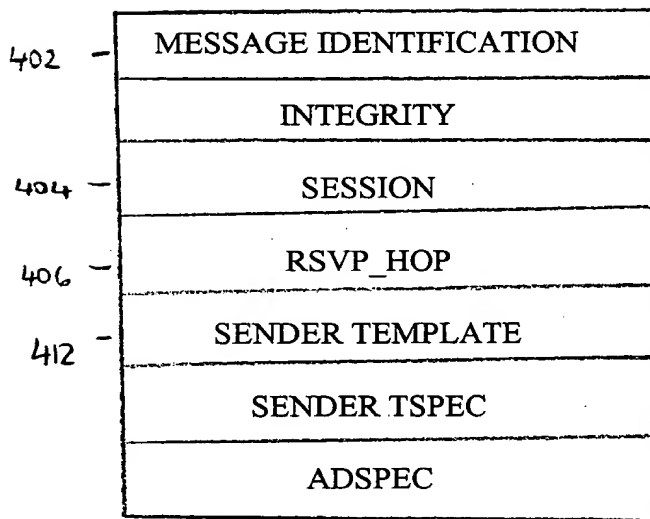 402 – MESSAGE IDENTIFICATION
INTEGRITY
404 – SESSION
406 – RSVP_HOP
412 – SENDER TEMPLATE
SENDER TSPEC
ADSPEC